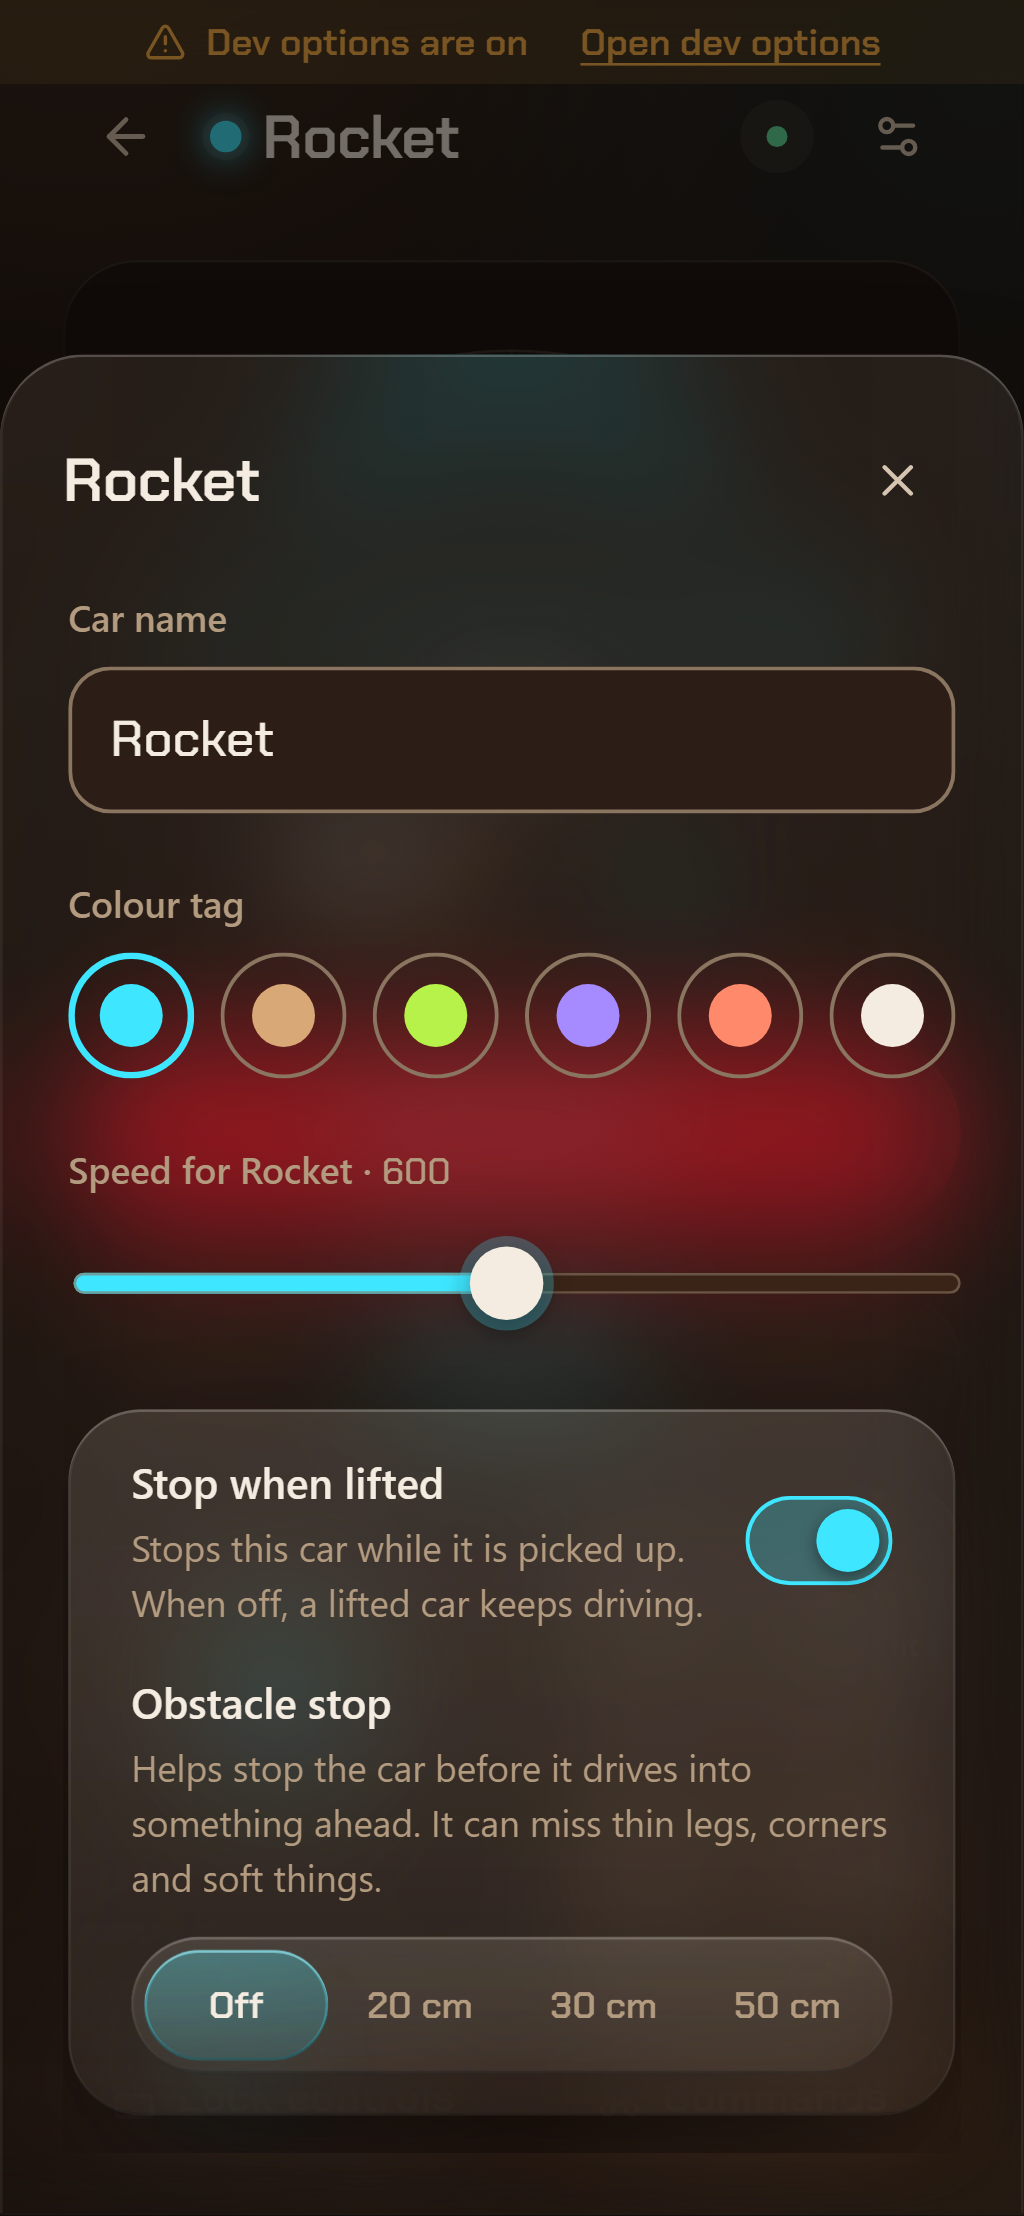 Dev options are on Open dev options
Rocket
Rocket
Car name
Rocket
Colour tag
Speed for Rocket · 600
Stop when lifted
Stops this car while it is picked up.
When off, a lifted car keeps driving.
Obstacle stop
Helps stop the car before it drives into
something ahead. It can miss thin legs, corners
and soft things.
Off 20 cm 30 cm 50 cm